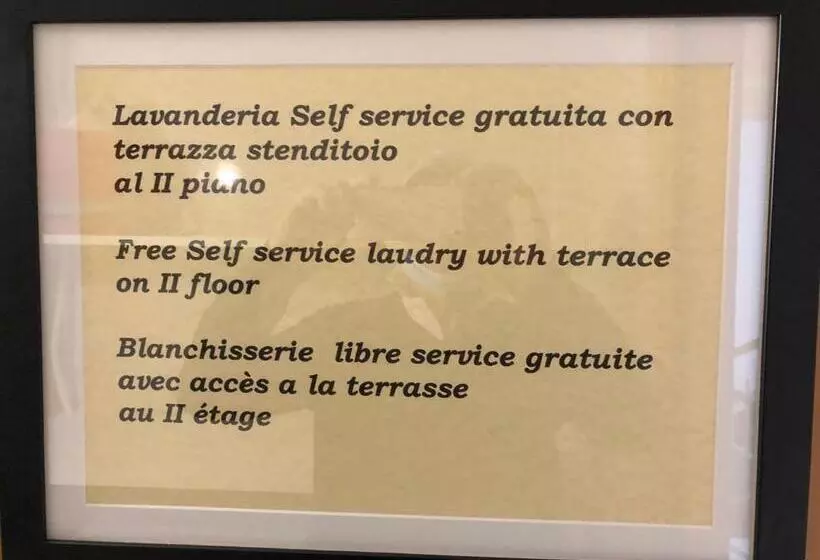 Lavanderia Self service gratuita con
terrazza stenditoio
al II piano
Free Self service laudry with terrace
on II floor
Blanchisserie libre service gratuite
avec accès a la terrasse
au II étage